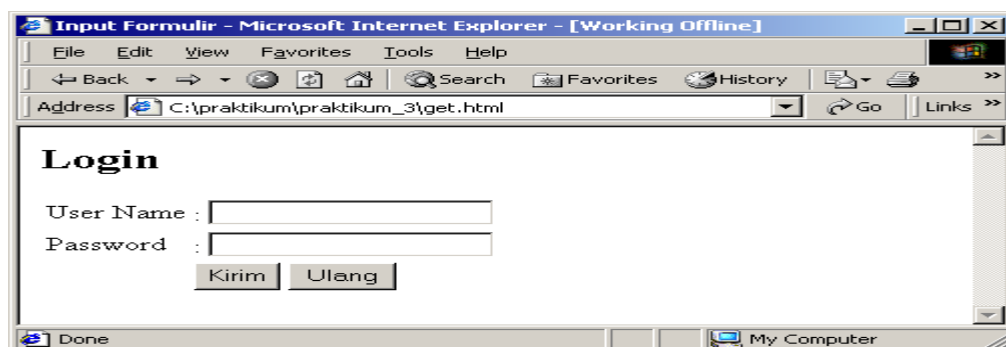 Input Formulir - Microsoft Internet Explorer - [Working Offline]
File Edit View Favorites Tools Help
Back Search Favorites History »
Address C:\praktikum\praktikum_3\get.html Go Links »
Login
User Name :
Password :
Kirim Ulang
Done My Computer